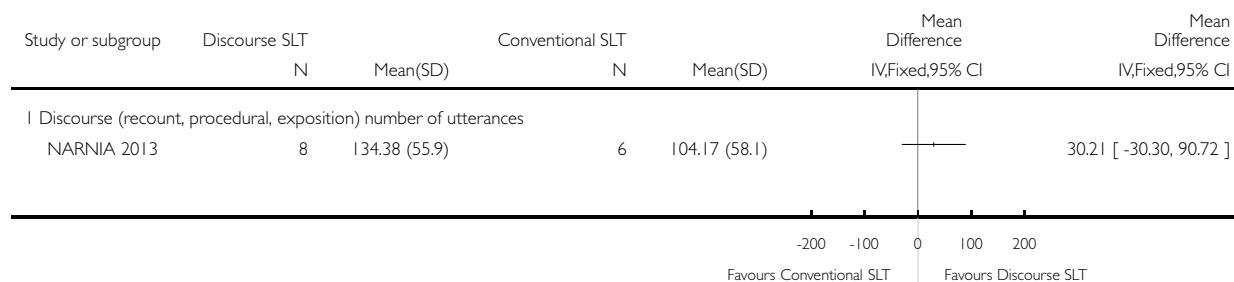 Mean Mean
Study or subgroup Discourse SLT Conventional SLT Difference Difference
N Mean(SD) N Mean(SD) IV,Fixed,95% CI IV,Fixed,95% CI
1 Discourse (recount, procedural, exposition) number of utterances
NARNIA 2013 8 134.38 (55.9) 6 104.17 (58.1) 30.21 [ -30.30, 90.72 ]
-200 -100 0 100 200
Favours Conventional SLT Favours Discourse SLT